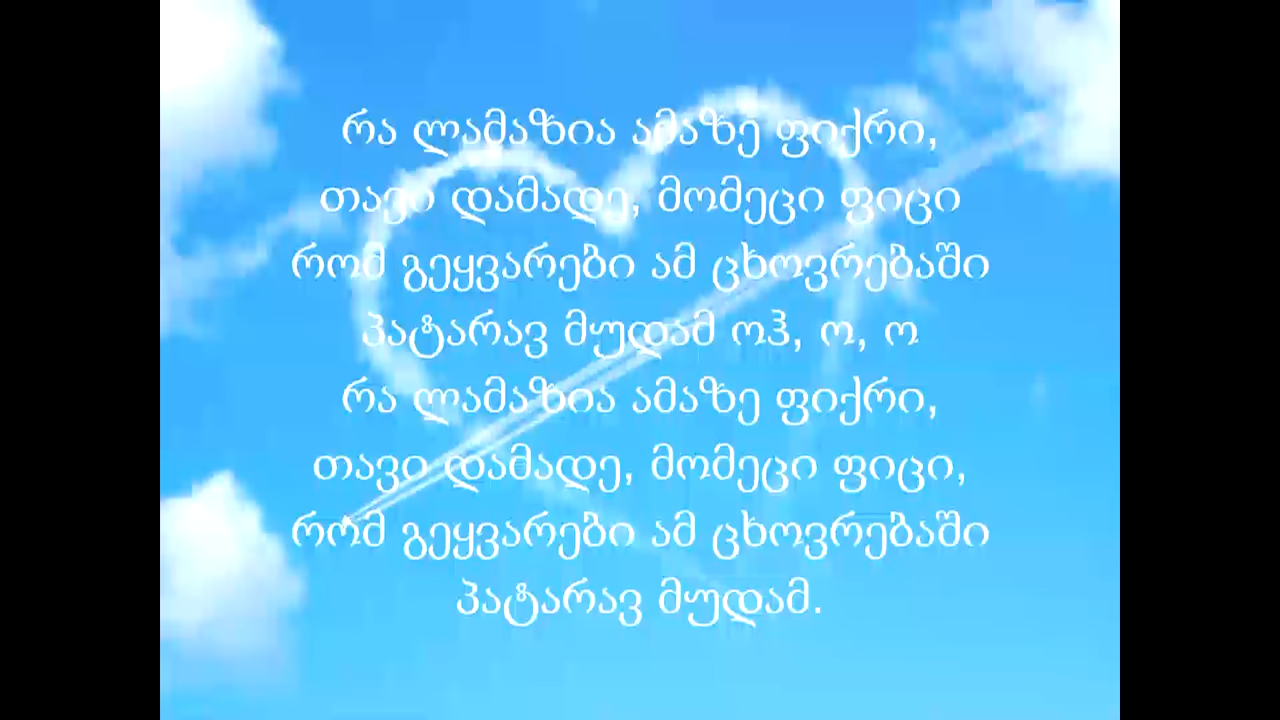 რა ლამაზია ამაზე ფიქრი,
თავი დამადე, მომეცი ფიცი
რომ გეყვარები ამ ცხოვრებაში
პატარავ მუდამ ოჰ, ო, ო
რა ლამაზია ამაზე ფიქრი,
თავი დამადე, მომეცი ფიცი,
რომ გეყვარები ამ ცხოვრებაში
პატარავ მუდამ.